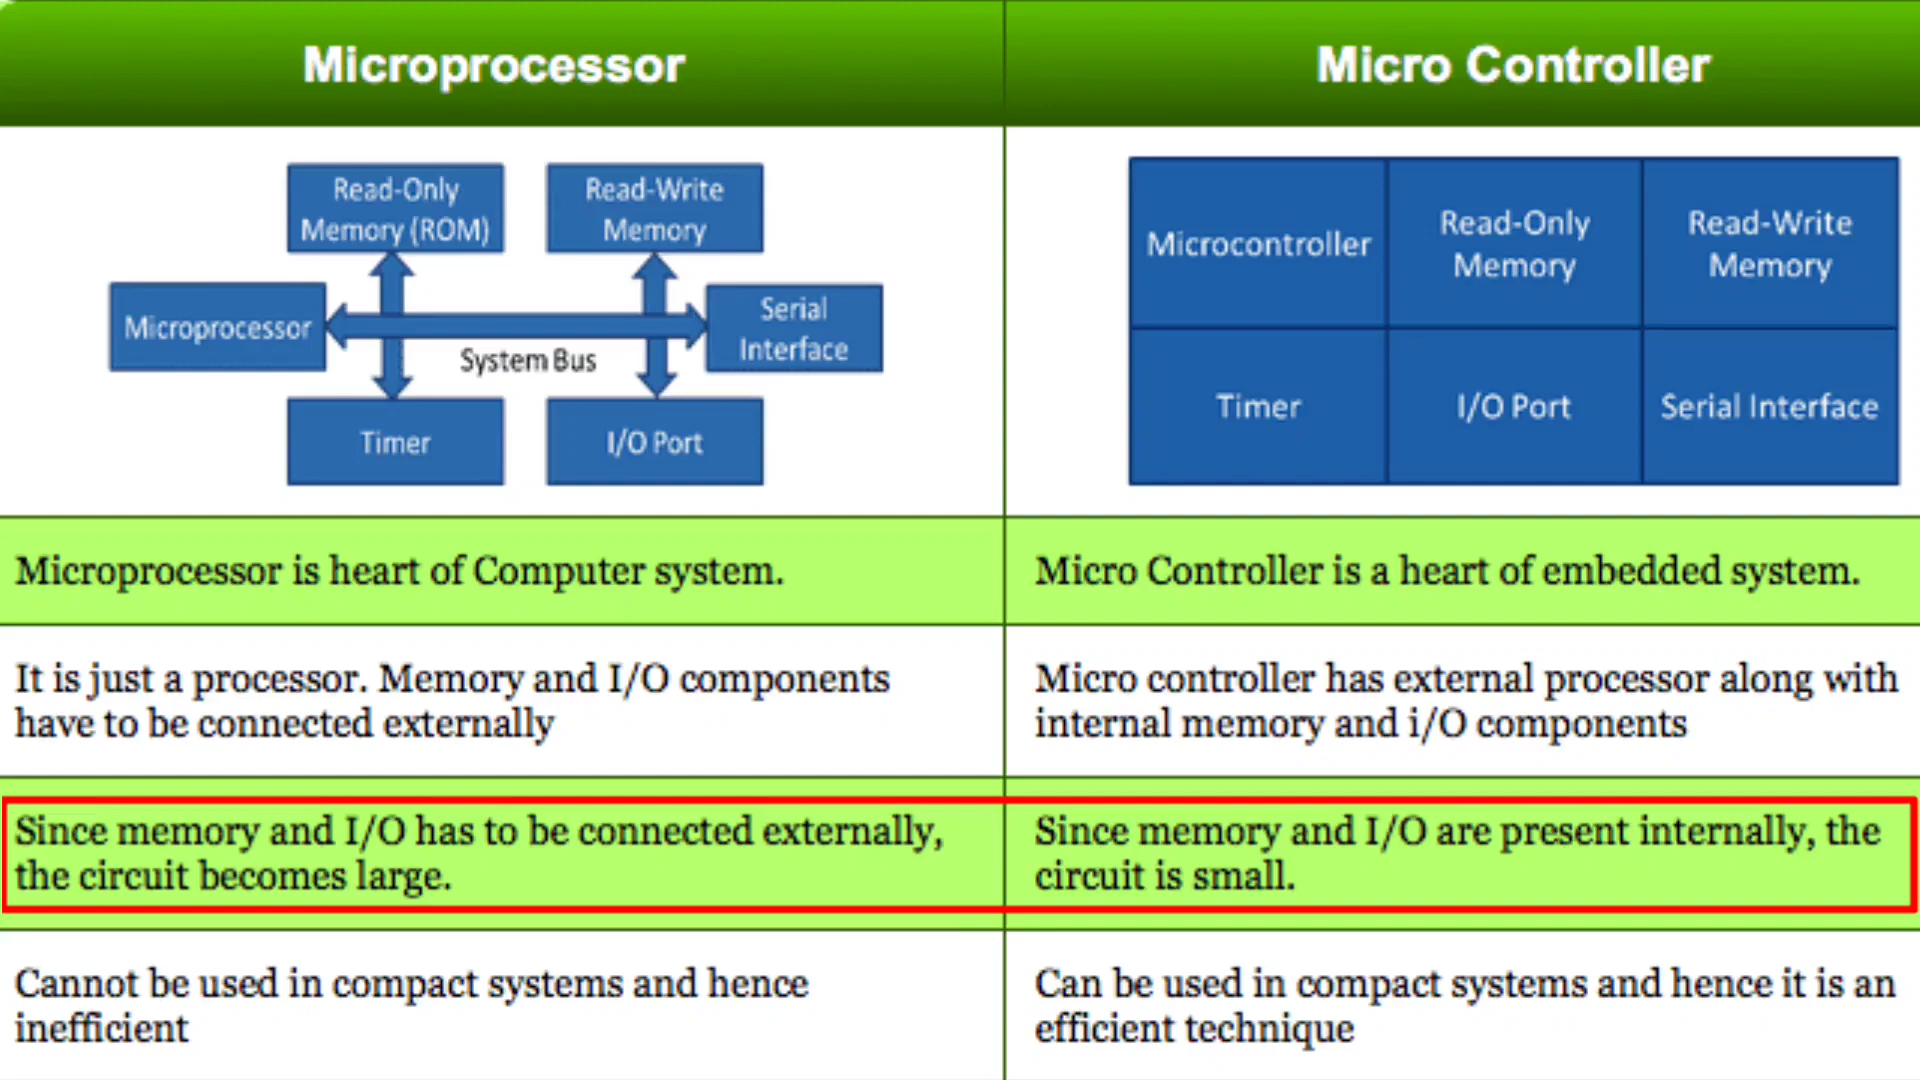 Microprocessor
Micro Controller
Read-Only
Memory (ROM)
Read-Write
Memory
Microprocessor
Serial
Interface
System Bus
Timer
I/O Port
Microcontroller
Read-Only
Memory
Read-Write
Memory
Timer
I/O Port
Serial Interface
Microprocessor is heart of Computer system.
Micro Controller is a heart of embedded system.
It is just a processor. Memory and I/O components
have to be connected externally
Micro controller has external processor along with
internal memory and i/O components
Since memory and I/O has to be connected externally,
the circuit becomes large.
Since memory and I/O are present internally, the
circuit is small.
Cannot be used in compact systems and hence
inefficient
Can be used in compact systems and hence it is an
efficient technique